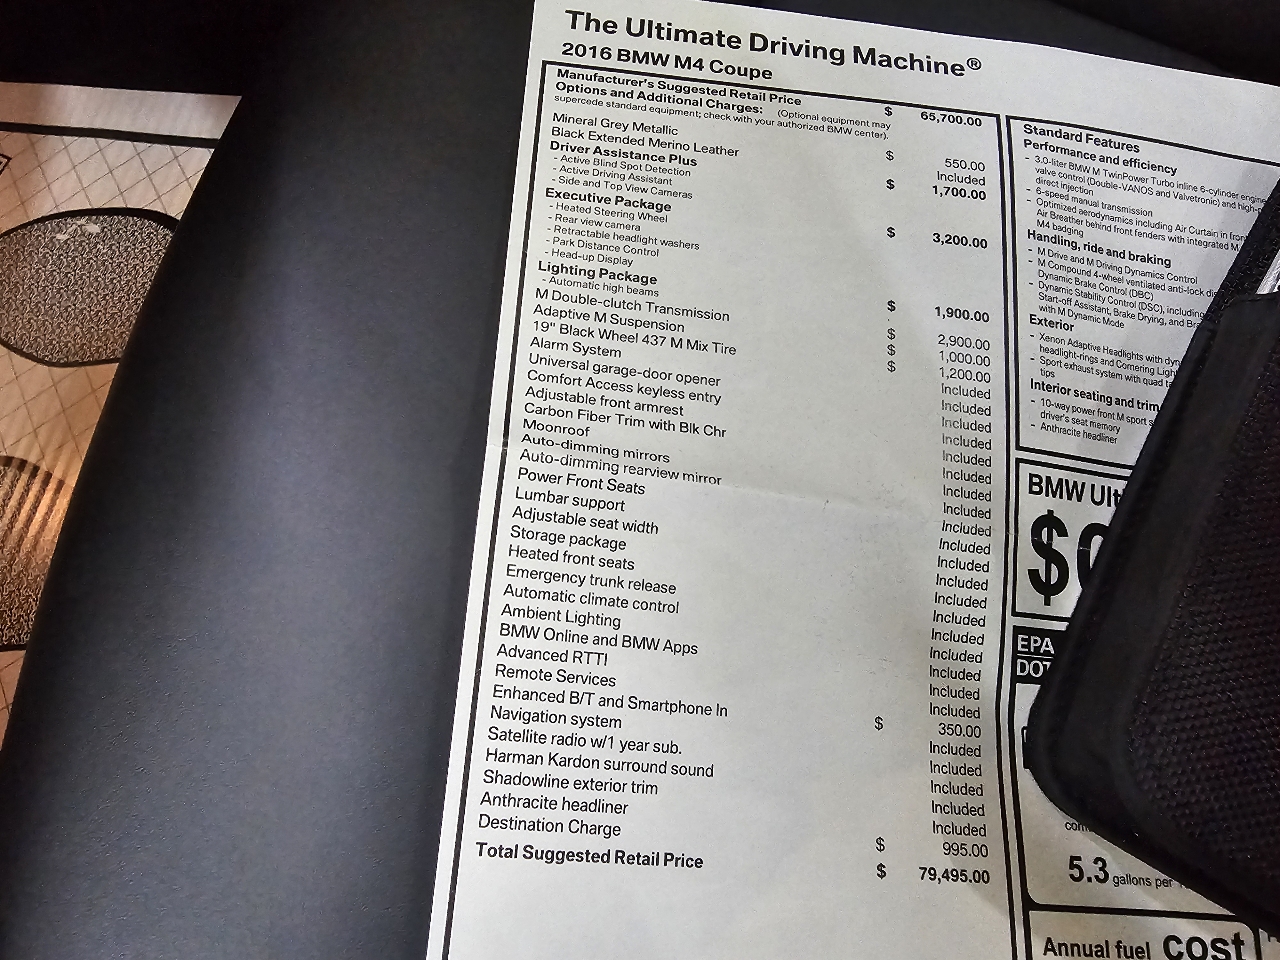 The Ultimate Driving Machine®
2016 BMW M4 Coupe
Manufacturer's Suggested Retail Price $ 65,700.00
Options and Additional Charges: (Optional equipment may
supercede standard equipment; check with your authorized BMW center).
Mineral Grey Metallic $ 550.00
Black Extended Merino Leather Included
Driver Assistance Plus $ 1,700.00
- Active Blind Spot Detection
- Active Driving Assistant
- Side and Top View Cameras
Executive Package $ 3,200.00
- Heated Steering Wheel
- Rear view camera
- Retractable headlight washers
- Park Distance Control
- Head-up Display
Lighting Package $ 1,900.00
- Automatic high beams
M Double-clutch Transmission $ 2,900.00
Adaptive M Suspension $ 1,000.00
19" Black Wheel 437 M Mix Tire $ 1,200.00
Alarm System Included
Universal garage-door opener Included
Comfort Access keyless entry Included
Adjustable front armrest Included
Carbon Fiber Trim with Blk Chr Included
Moonroof Included
Auto-dimming mirrors Included
Auto-dimming rearview mirror Included
Power Front Seats Included
Lumbar support Included
Adjustable seat width Included
Storage package Included
Heated front seats Included
Emergency trunk release Included
Automatic climate control Included
Ambient Lighting Included
BMW Online and BMW Apps Included
Advanced RTTI Included
Remote Services Included
Enhanced B/T and Smartphone In $ 350.00
Navigation system Included
Satellite radio w/1 year sub. Included
Harman Kardon surround sound Included
Shadowline exterior trim Included
Anthracite headliner Included
Destination Charge $ 995.00
Total Suggested Retail Price $ 79,495.00
Standard Features
Performance and efficiency
- 3.0-liter BMW M TwinPower Turbo inline 6-cylinder engine
valve control (Double-VANOS and Valvetronic) and high-p
direct injection
- 6-speed manual transmission
- Optimized aerodynamics including Air Curtain in front
Air Breather behind front fenders with integrated M
M4 badging
Handling, ride and braking
- M Drive and M Driving Dynamics Control
- M Compound 4-wheel ventilated anti-lock dis
Dynamic Brake Control (DBC)
- Dynamic Stability Control (DSC), including
Start-off Assistant, Brake Drying, and Bra
with M Dynamic Mode
Exterior
- Xenon Adaptive Headlights with dyn
headlight-rings and Cornering Ligh
- Sport exhaust system with quad ta
tips
Interior seating and trim
- 10-way power front M sport s
driver's seat memory
- Anthracite headliner
BMW Ult
$0
EPA
DOT
com
5.3 gallons per
Annual fuel cost